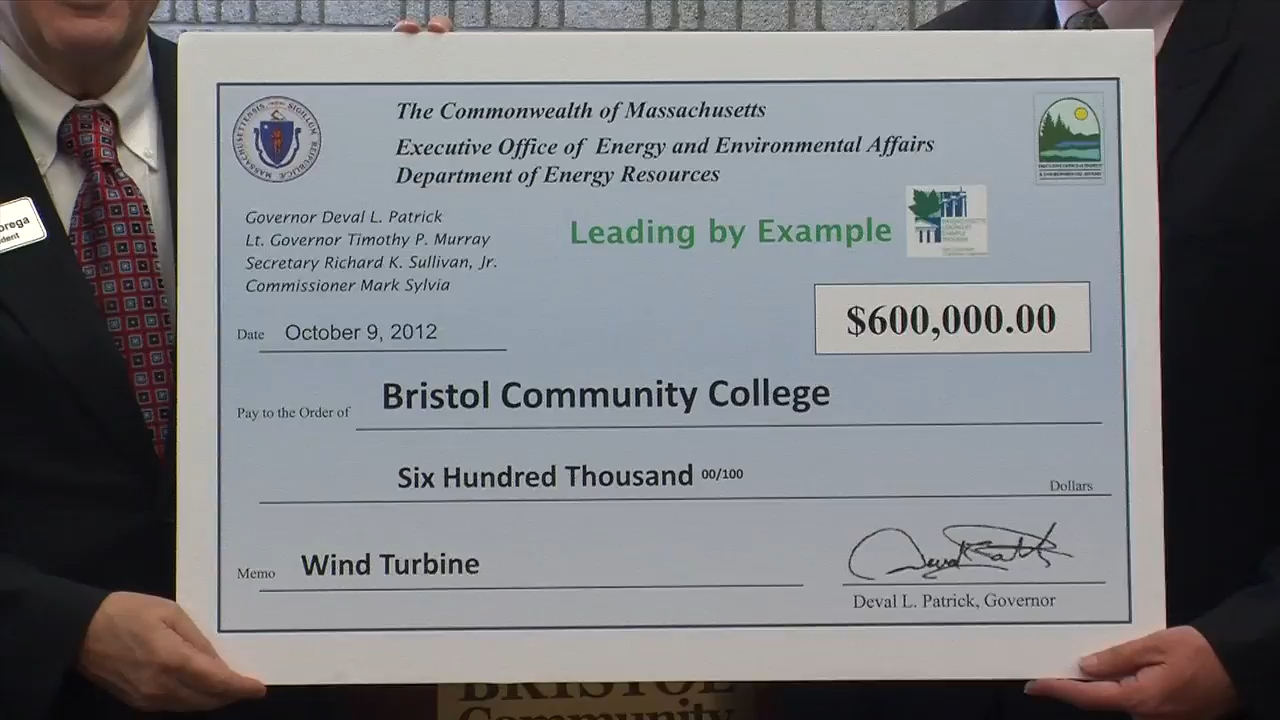 The Commonwealth of Massachusetts
Executive Office of Energy and Environmental Affairs
Department of Energy Resources
Governor Deval L. Patrick
Lt. Governor Timothy P. Murray
Secretary Richard K. Sullivan, Jr.
Commissioner Mark Sylvia
Leading by Example
Date October 9, 2012
$600,000.00
Pay to the Order of Bristol Community College
Six Hundred Thousand 00/100 Dollars
Memo Wind Turbine
Deval L. Patrick, Governor
BRISTOL
Community